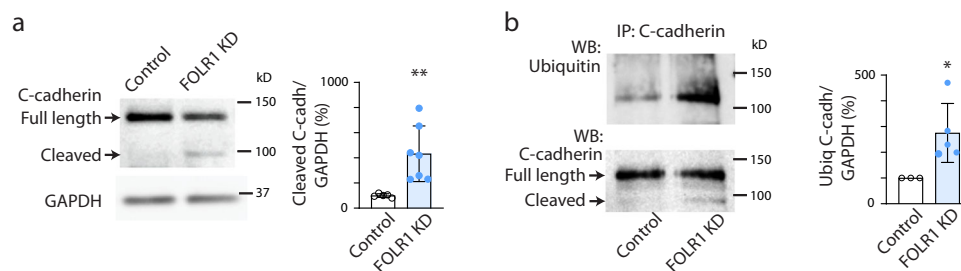 a
Control
FOLR1 KD
kD
C-cadherin
Full length
150
Cleaved
100
GAPDH
37
Cleaved C-cadh/
GAPDH (%)
1000
0
**
Control
FOLR1 KD
b
IP: C-cadherin
WB:
Ubiquitin
kD
150
100
WB:
C-cadherin
Full length
150
Cleaved
100
Control
FOLR1 KD
Ubiq C-cadh/
GAPDH (%)
500
0
*
Control
FOLR1 KD